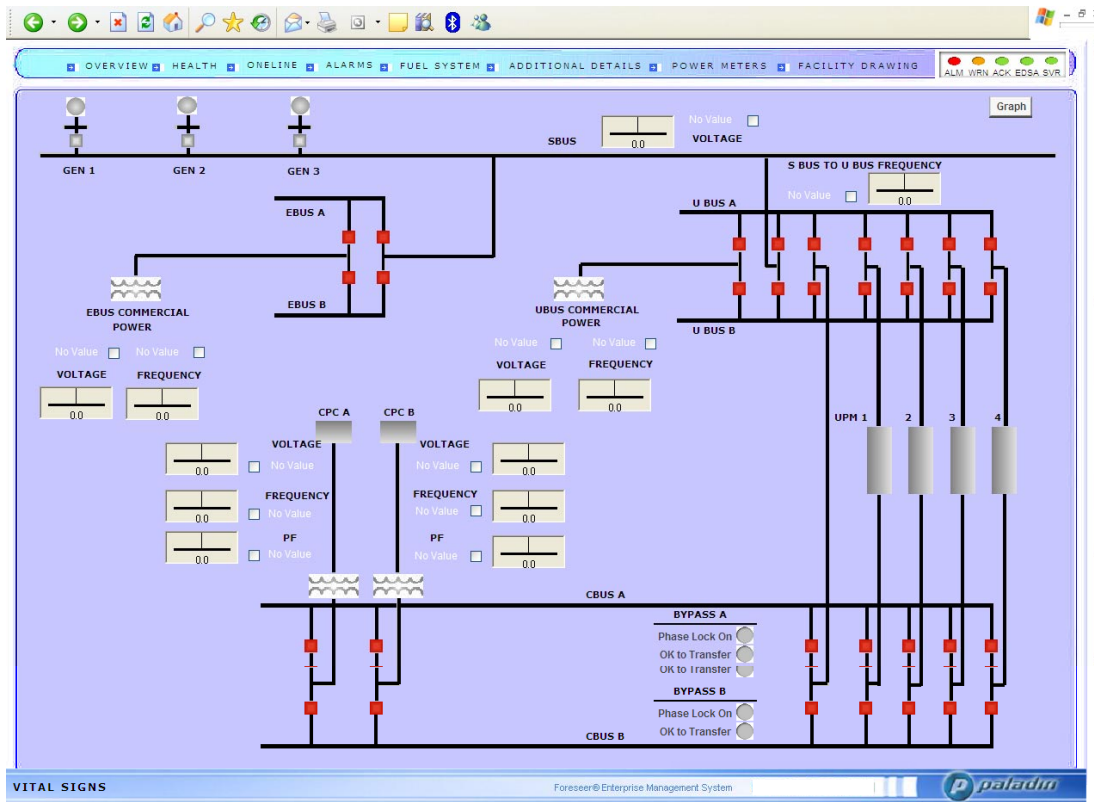 OVERVIEW HEALTH ONELINE ALARMS FUEL SYSTEM ADDITIONAL DETAILS POWER METERS FACILITY DRAWING
ALM WRN ACK EDSA SVR
Graph
No Value
SBUS 0.0 VOLTAGE
GEN 1 GEN 2 GEN 3
S BUS TO U BUS FREQUENCY
No Value 0.0
EBUS A
U BUS A
EBUS B
EBUS COMMERCIAL
POWER
UBUS COMMERCIAL
POWER
U BUS B
No Value No Value
VOLTAGE FREQUENCY
0.0 0.0
No Value No Value
VOLTAGE FREQUENCY
0.0 0.0
CPC A CPC B
UPM 1 2 3 4
VOLTAGE VOLTAGE
0.0 No Value No Value 0.0
FREQUENCY FREQUENCY
0.0 No Value No Value 0.0
PF PF
0.0 No Value No Value 0.0
CBUS A
BYPASS A
Phase Lock On
OK to Transfer
OK to Transfer
BYPASS B
Phase Lock On
OK to Transfer
CBUS B
VITAL SIGNS
Foreseer® Enterprise Management System
P paladin